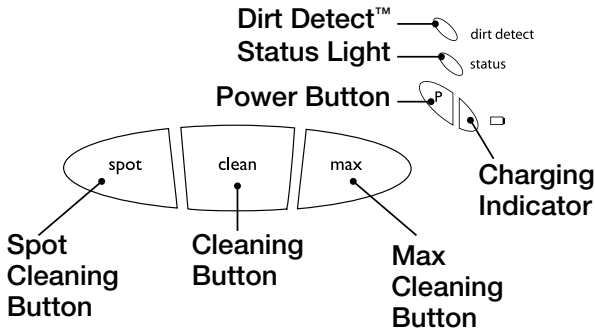 Dirt Detect™
dirt detect
Status Light
status
Power Button
P
spot
clean
max
Charging
Indicator
Spot
Cleaning
Button
Cleaning
Button
Max
Cleaning
Button